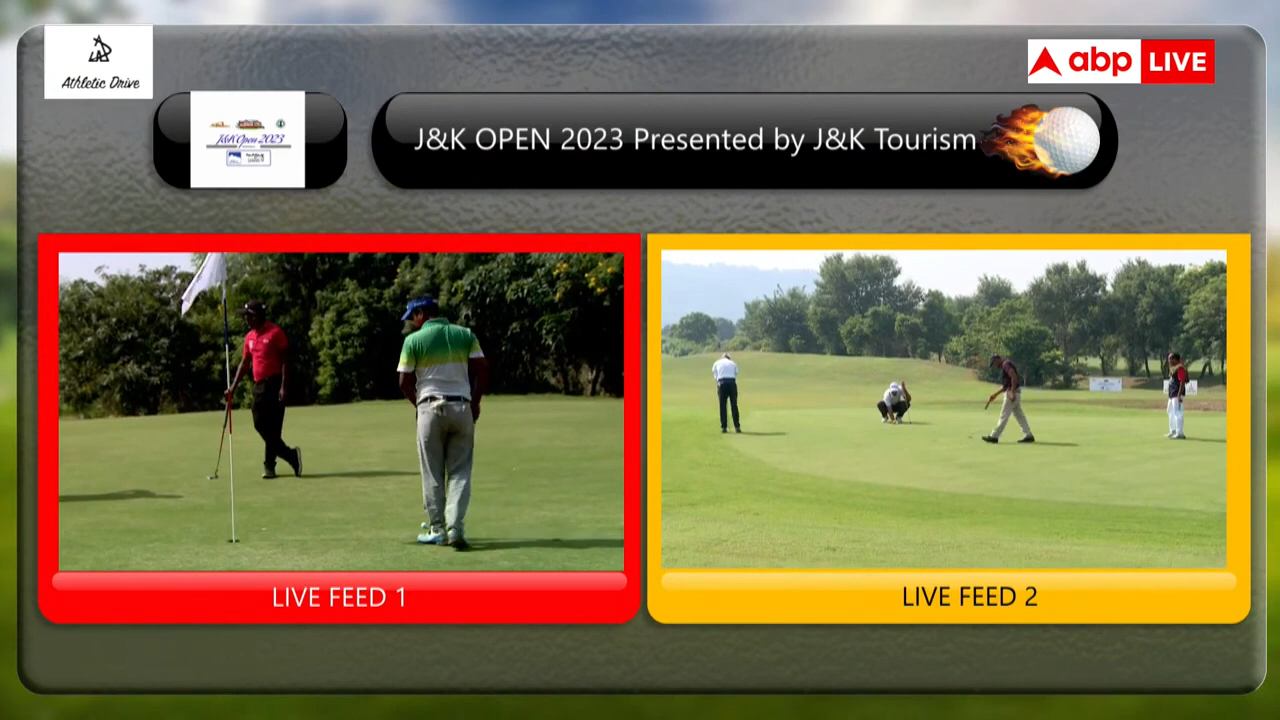 Athletic Drive
abp LIVE
J&K Open 2023
J&K OPEN 2023 Presented by J&K Tourism
LIVE FEED 1
LIVE FEED 2